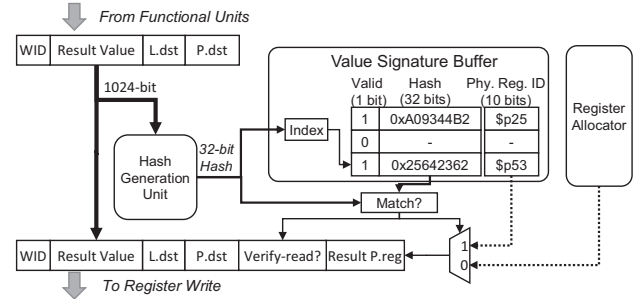 From Functional Units
WID Result Value L.dst P.dst
1024-bit
Hash Generation Unit
32-bit Hash
Value Signature Buffer
Valid (1 bit) Hash (32 bits) Phy. Reg. ID (10 bits)
Index
1 0xA09344B2 $p25
0 - -
1 0x25642362 $p53
Register Allocator
Match?
1
0
WID Result Value L.dst P.dst Verify-read? Result P.reg
To Register Write